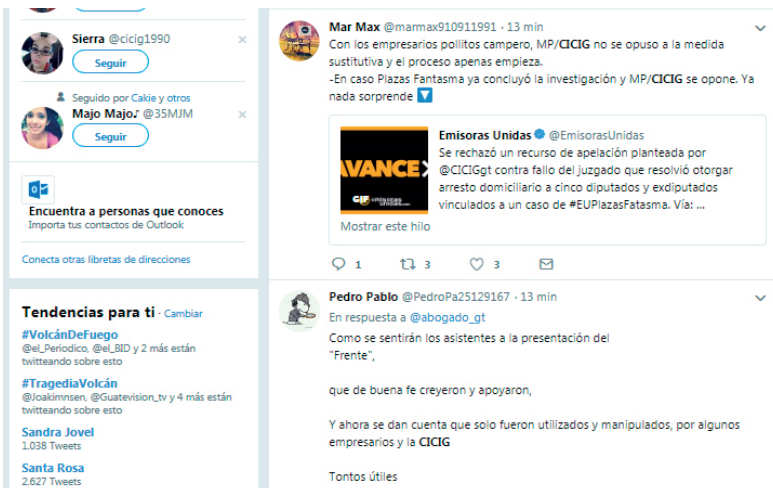 Sierra @cicig1990
Seguir
Seguido por Cakie y otros
Majo Majo♪ @35MJM
Seguir
Encuentra a personas que conoces
Importa tus contactos de Outlook
Conecta otras libretas de direcciones
Tendencias para ti · Cambiar
#VolcánDeFuego
@el_Periodico, @el_BID y 2 más están
twitteando sobre esto
#TragediaVolcán
@Joakimnsen, @Guatevision_tv y 4 más están
twitteando sobre esto
Sandra Jovel
1.038 Tweets
Santa Rosa
2.627 Tweets
Mar Max @marmax910911991 · 13 min
Con los empresarios pollitos campero, MP/CICIG no se opuso a la medida
sustitutiva y el proceso apenas empieza.
-En caso Plazas Fantasma ya concluyó la investigación y MP/CICIG se opone. Ya
nada sorprende
AVANCE
emisoras
unidas
Emisoras Unidas @EmisorasUnidas
Se rechazó un recurso de apelación planteada por
@CICIGgt contra fallo del juzgado que resolvió otorgar
arresto domiciliario a cinco diputados y exdiputados
vinculados a un caso de #EUPlazasFatasma. Vía: ...
Mostrar este hilo
1 3 3
Pedro Pablo @PedroPa25129167 · 13 min
En respuesta a @abogado_gt
Como se sentirán los asistentes a la presentación del
"Frente",
que de buena fe creyeron y apoyaron,
Y ahora se dan cuenta que solo fueron utilizados y manipulados, por algunos
empresarios y la CICIG
Tontos útiles